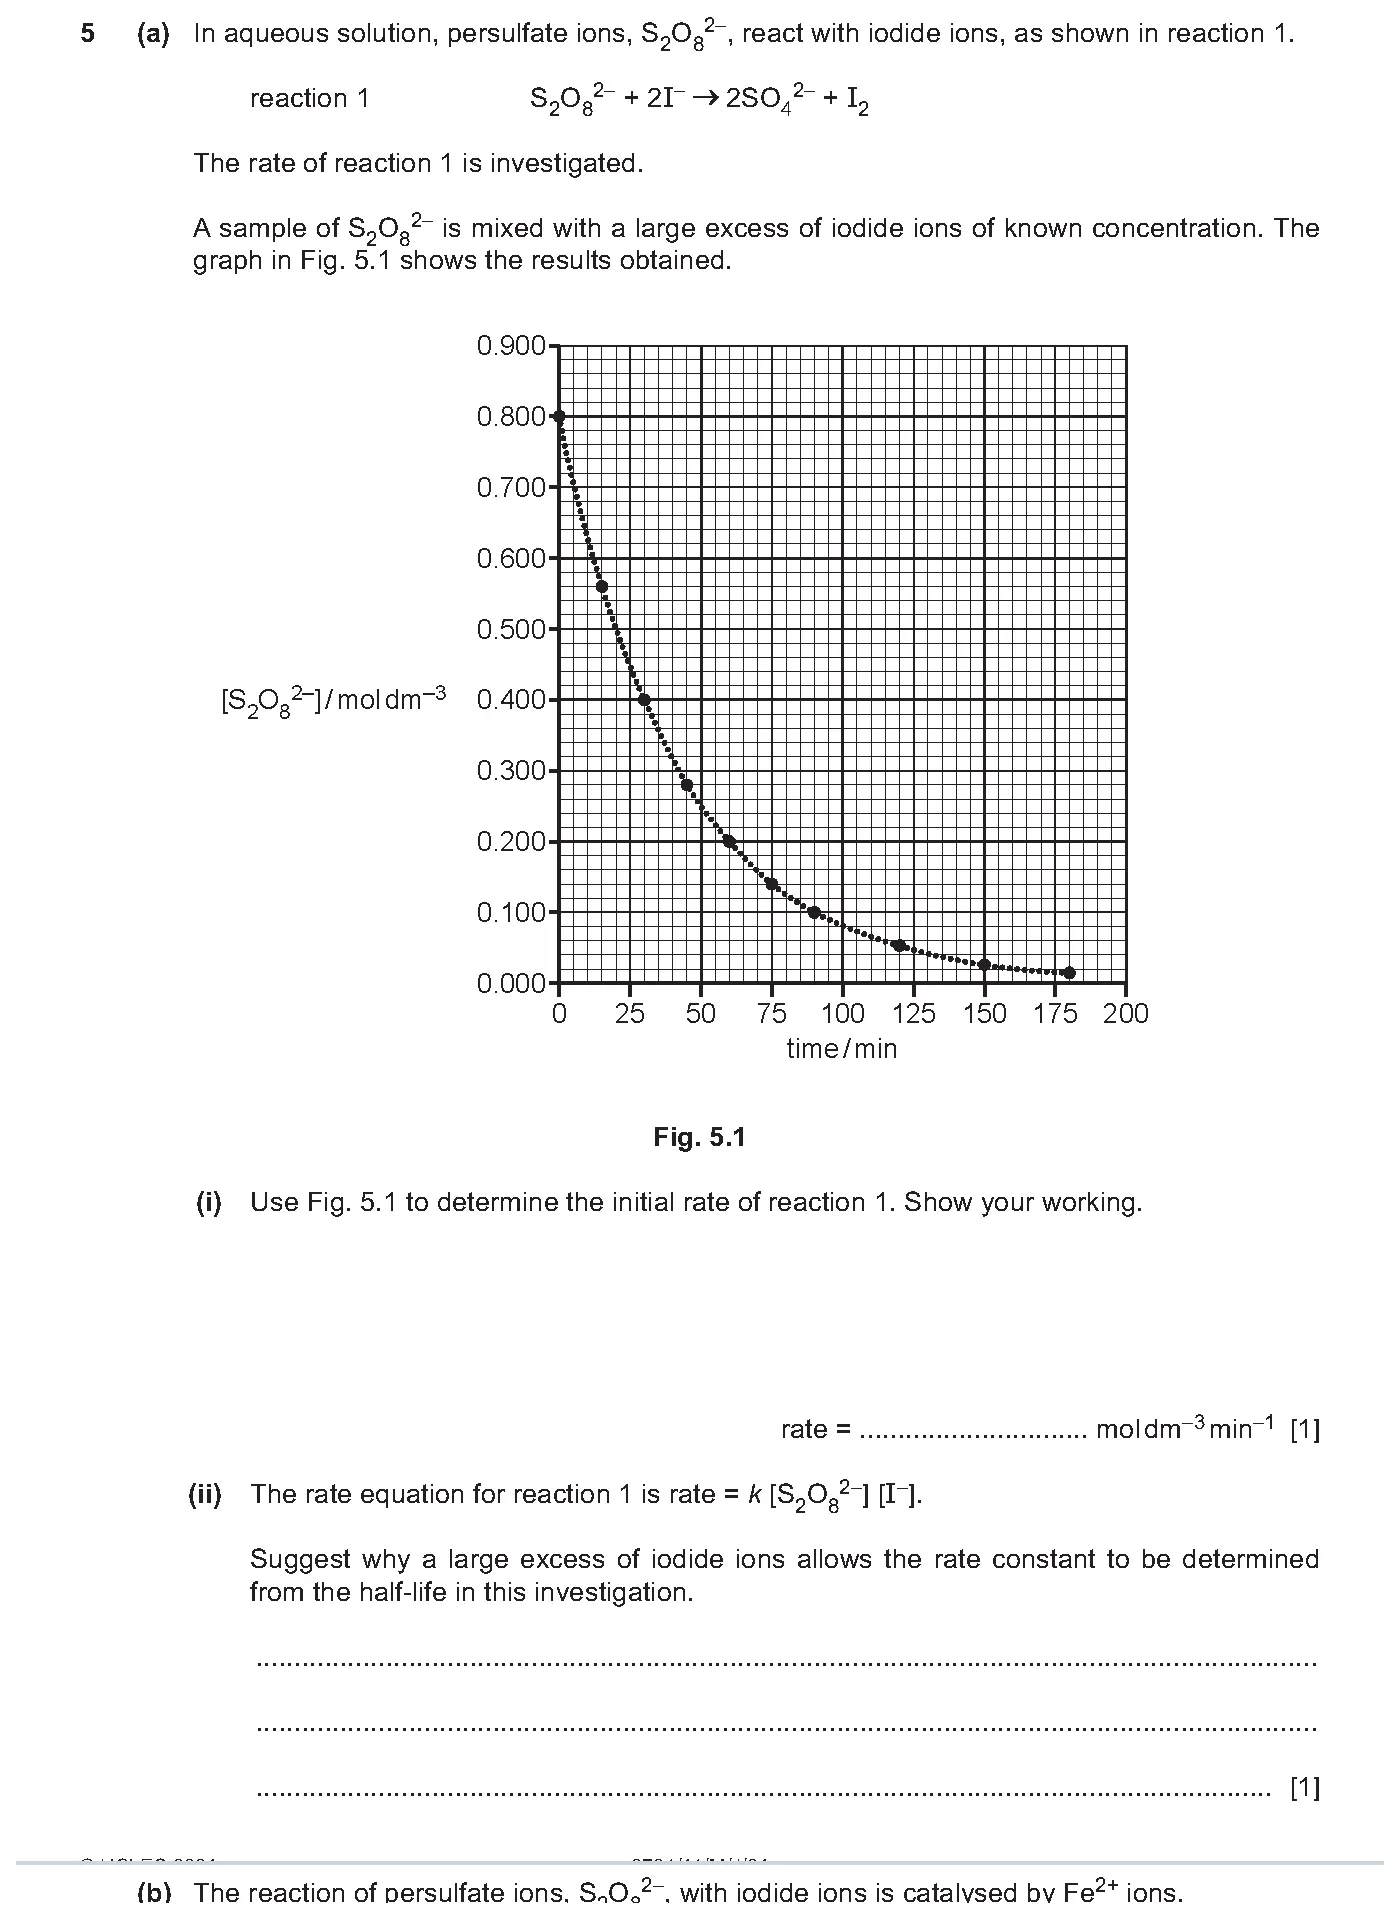 5 (a) In aqueous solution, persulfate ions, S₂O₈²⁻, react with iodide ions, as shown in reaction 1.
reaction 1 S₂O₈²⁻ + 2I⁻ → 2SO₄²⁻ + I₂
The rate of reaction 1 is investigated.
A sample of S₂O₈²⁻ is mixed with a large excess of iodide ions of known concentration. The
graph in Fig. 5.1 shows the results obtained.
0.900
0.800
0.700
0.600
0.500
[S₂O₈²⁻]/mol dm⁻³ 0.400
0.300
0.200
0.100
0.000
0 25 50 75 100 125 150 175 200
time/min
Fig. 5.1
(i) Use Fig. 5.1 to determine the initial rate of reaction 1. Show your working.
rate = .............................. mol dm⁻³ min⁻¹ [1]
(ii) The rate equation for reaction 1 is rate = k [S₂O₈²⁻] [I⁻].
Suggest why a large excess of iodide ions allows the rate constant to be determined
from the half-life in this investigation.
[1]
(b) The reaction of persulfate ions, S₂O₈²⁻, with iodide ions is catalysed by Fe²⁺ ions.